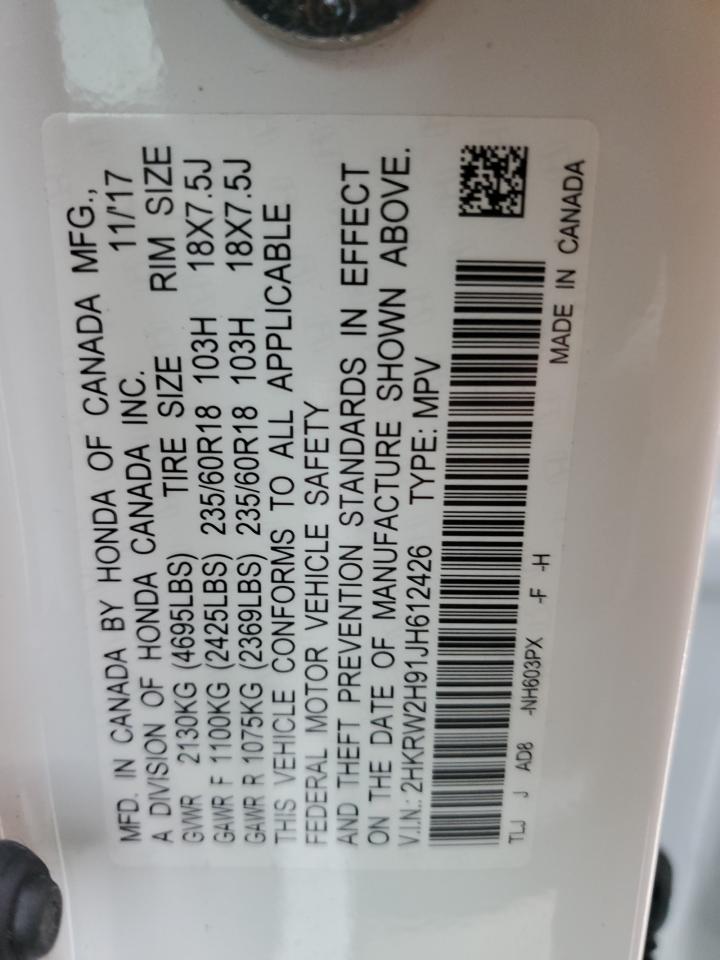 MFD. IN CANADA BY HONDA OF CANADA MFG.,
A DIVISION OF HONDA CANADA INC. 11/'17
GVWR 2130KG (4695LBS) TIRE SIZE RIM SIZE
GAWR F 1100KG (2425LBS) 235/60R18 103H 18X7.5J
GAWR R 1075KG (2369LBS) 235/60R18 103H 18X7.5J
THIS VEHICLE CONFORMS TO ALL APPLICABLE
FEDERAL MOTOR VEHICLE SAFETY
AND THEFT PREVENTION STANDARDS IN EFFECT
ON THE DATE OF MANUFACTURE SHOWN ABOVE.
V.I.N.: 2HKRW2H91JH612426 TYPE: MPV
TLJ J AD8 -NH603PX -F -H
MADE IN CANADA